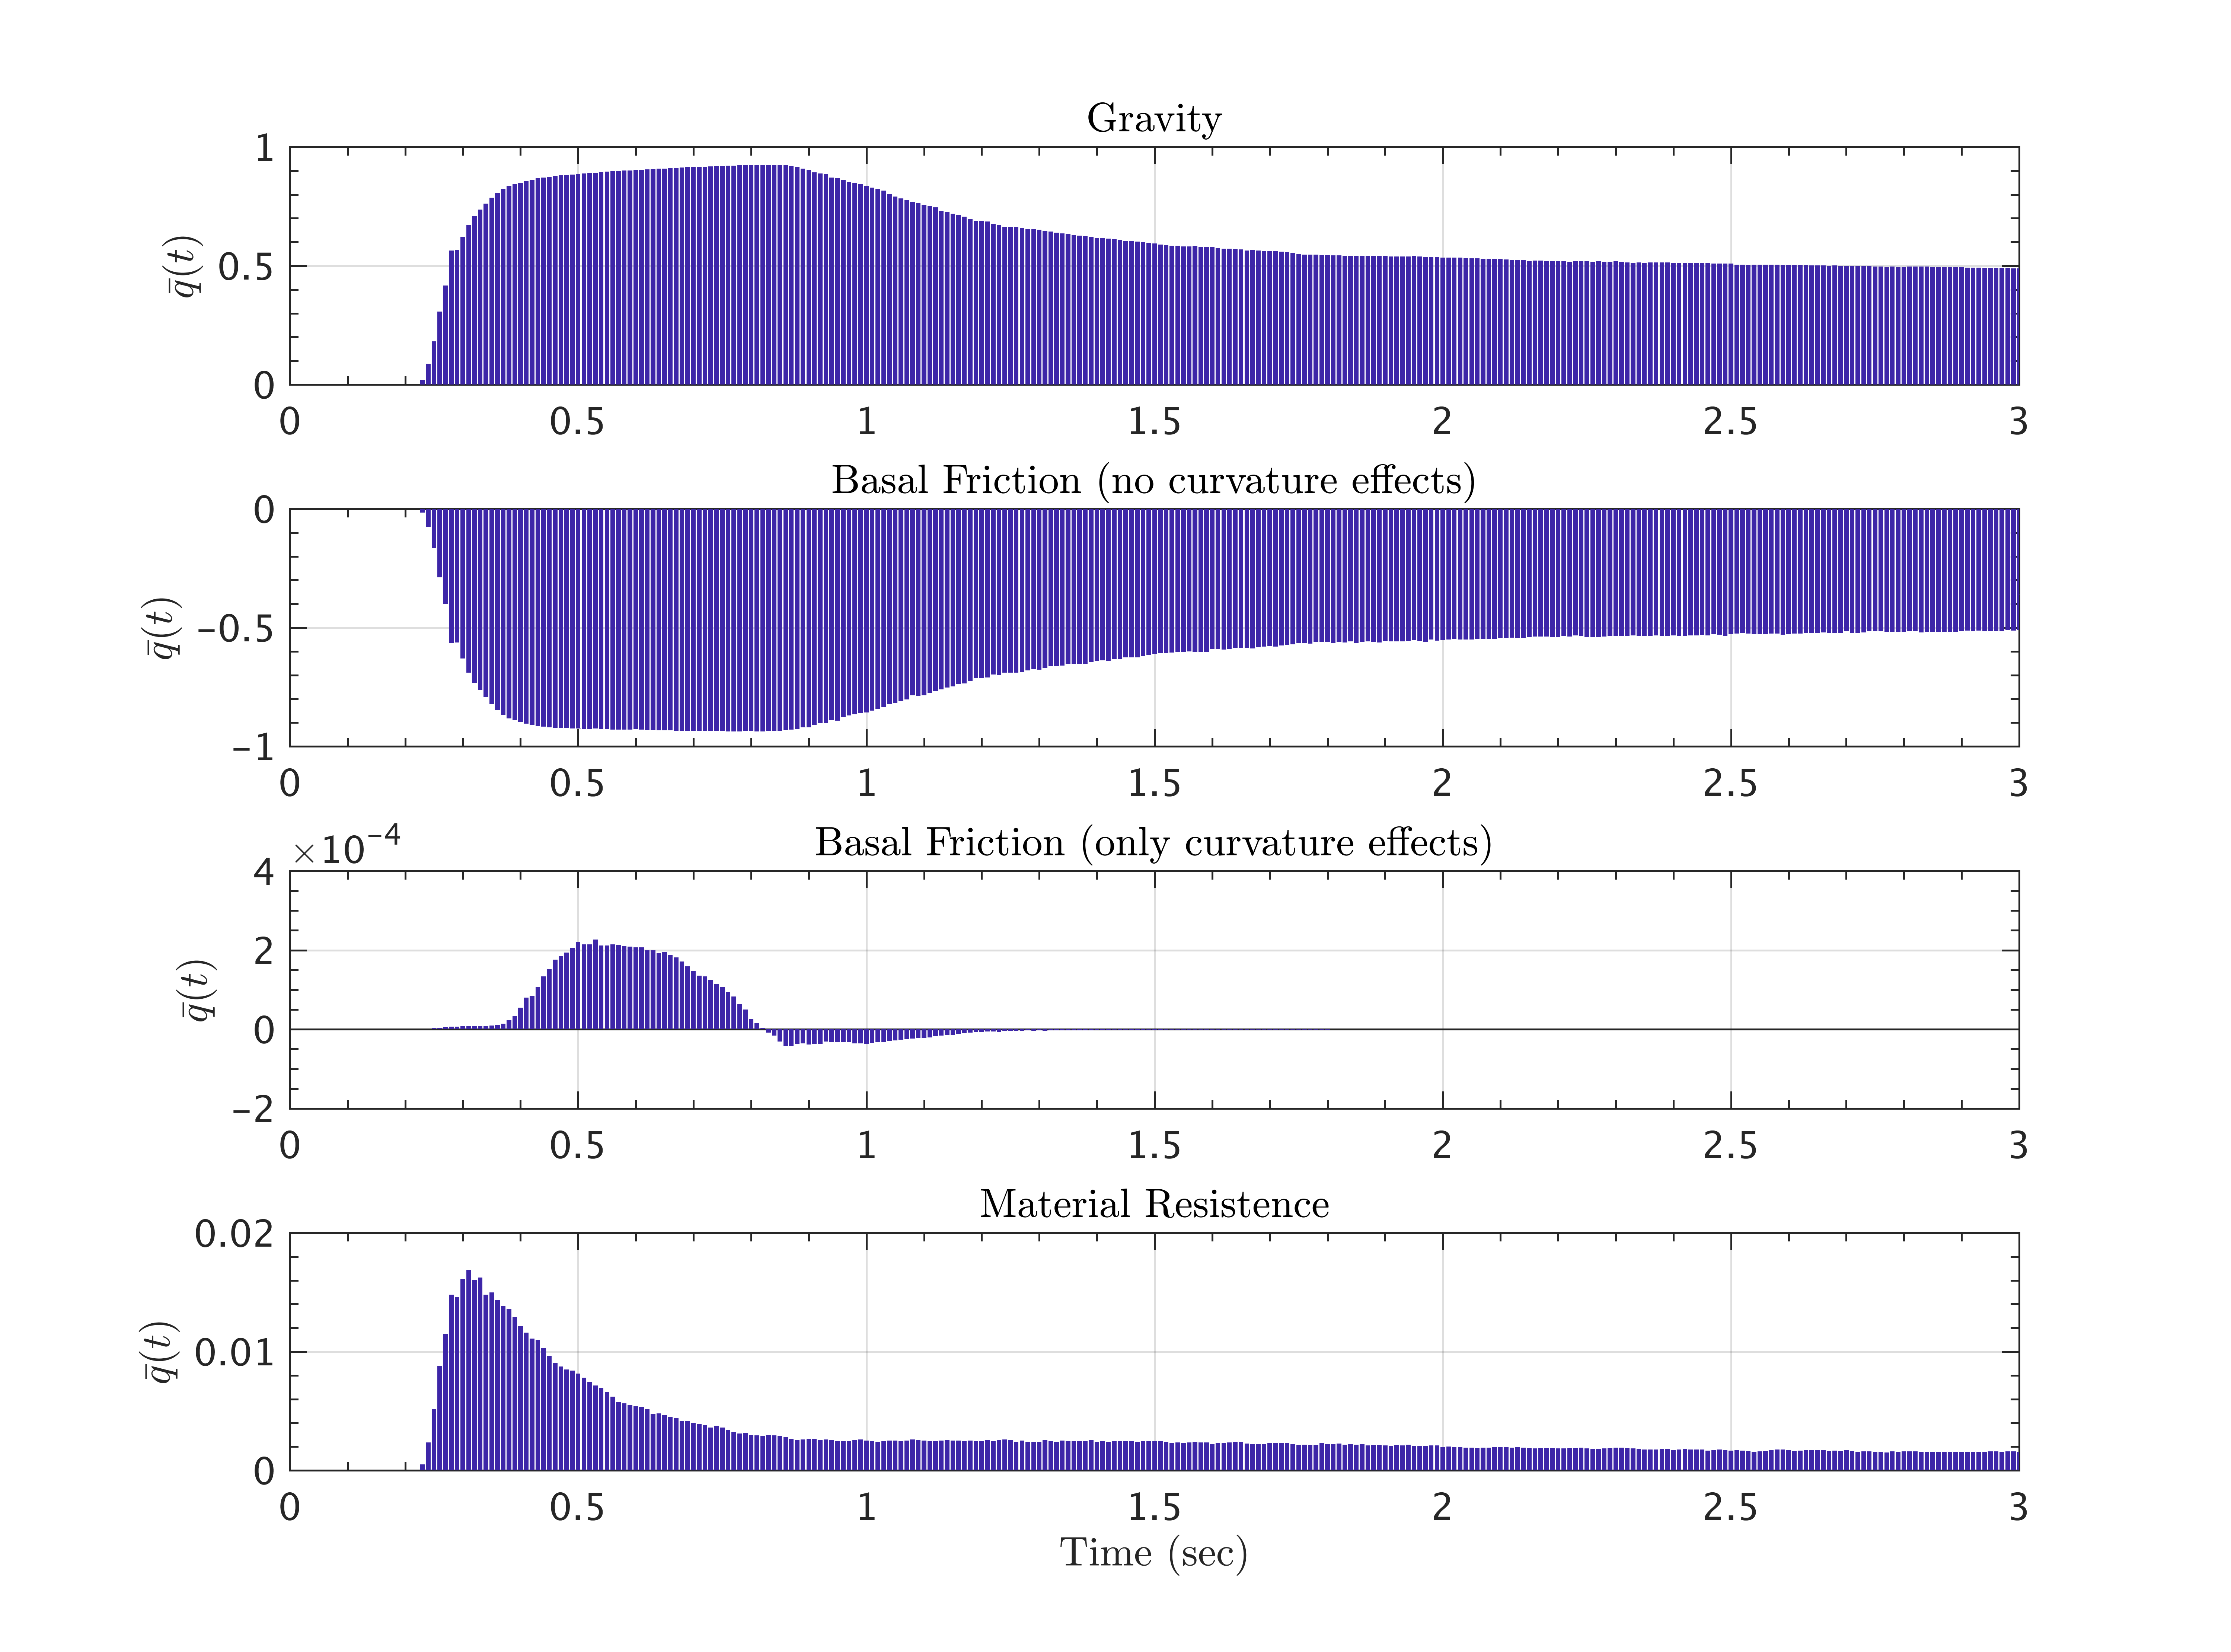 Gravity
1
0.5
0
q̄(t)
0 0.5 1 1.5 2 2.5 3
Basal Friction (no curvature effects)
0
−0.5
−1
q̄(t)
0 0.5 1 1.5 2 2.5 3
Basal Friction (only curvature effects)
×10⁻⁴
4
2
0
−2
q̄(t)
0 0.5 1 1.5 2 2.5 3
Material Resistence
0.02
0.01
0
q̄(t)
0 0.5 1 1.5 2 2.5 3
Time (sec)